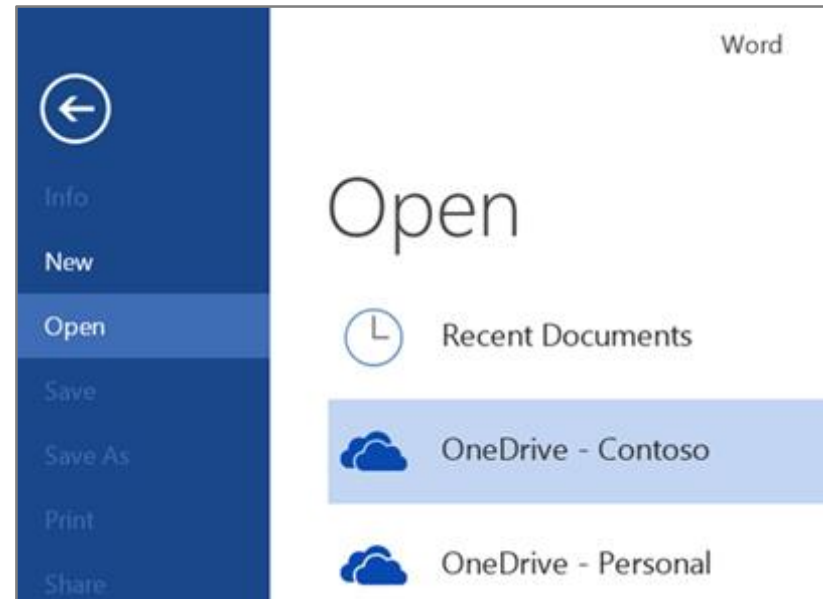 Word
Info
New
Open
Save
Save As
Print
Share
Open
Recent Documents
OneDrive - Contoso
OneDrive - Personal